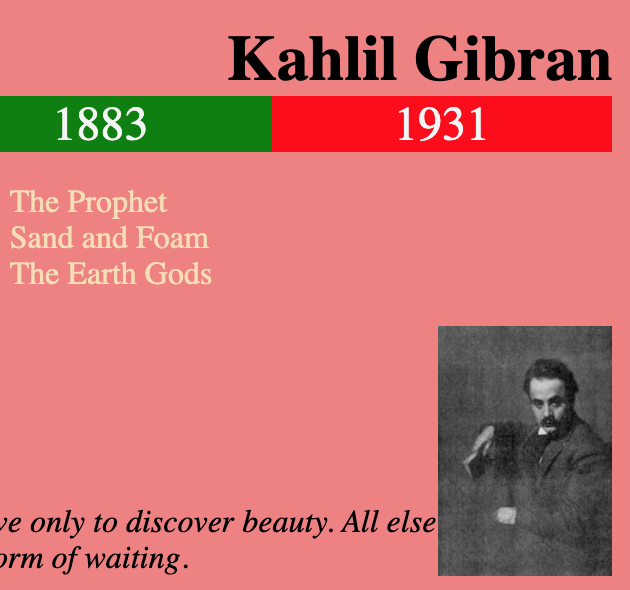 Kahlil Gibran
1883 1931
The Prophet
Sand and Foam
The Earth Gods
ve only to discover beauty. All else
orm of waiting.